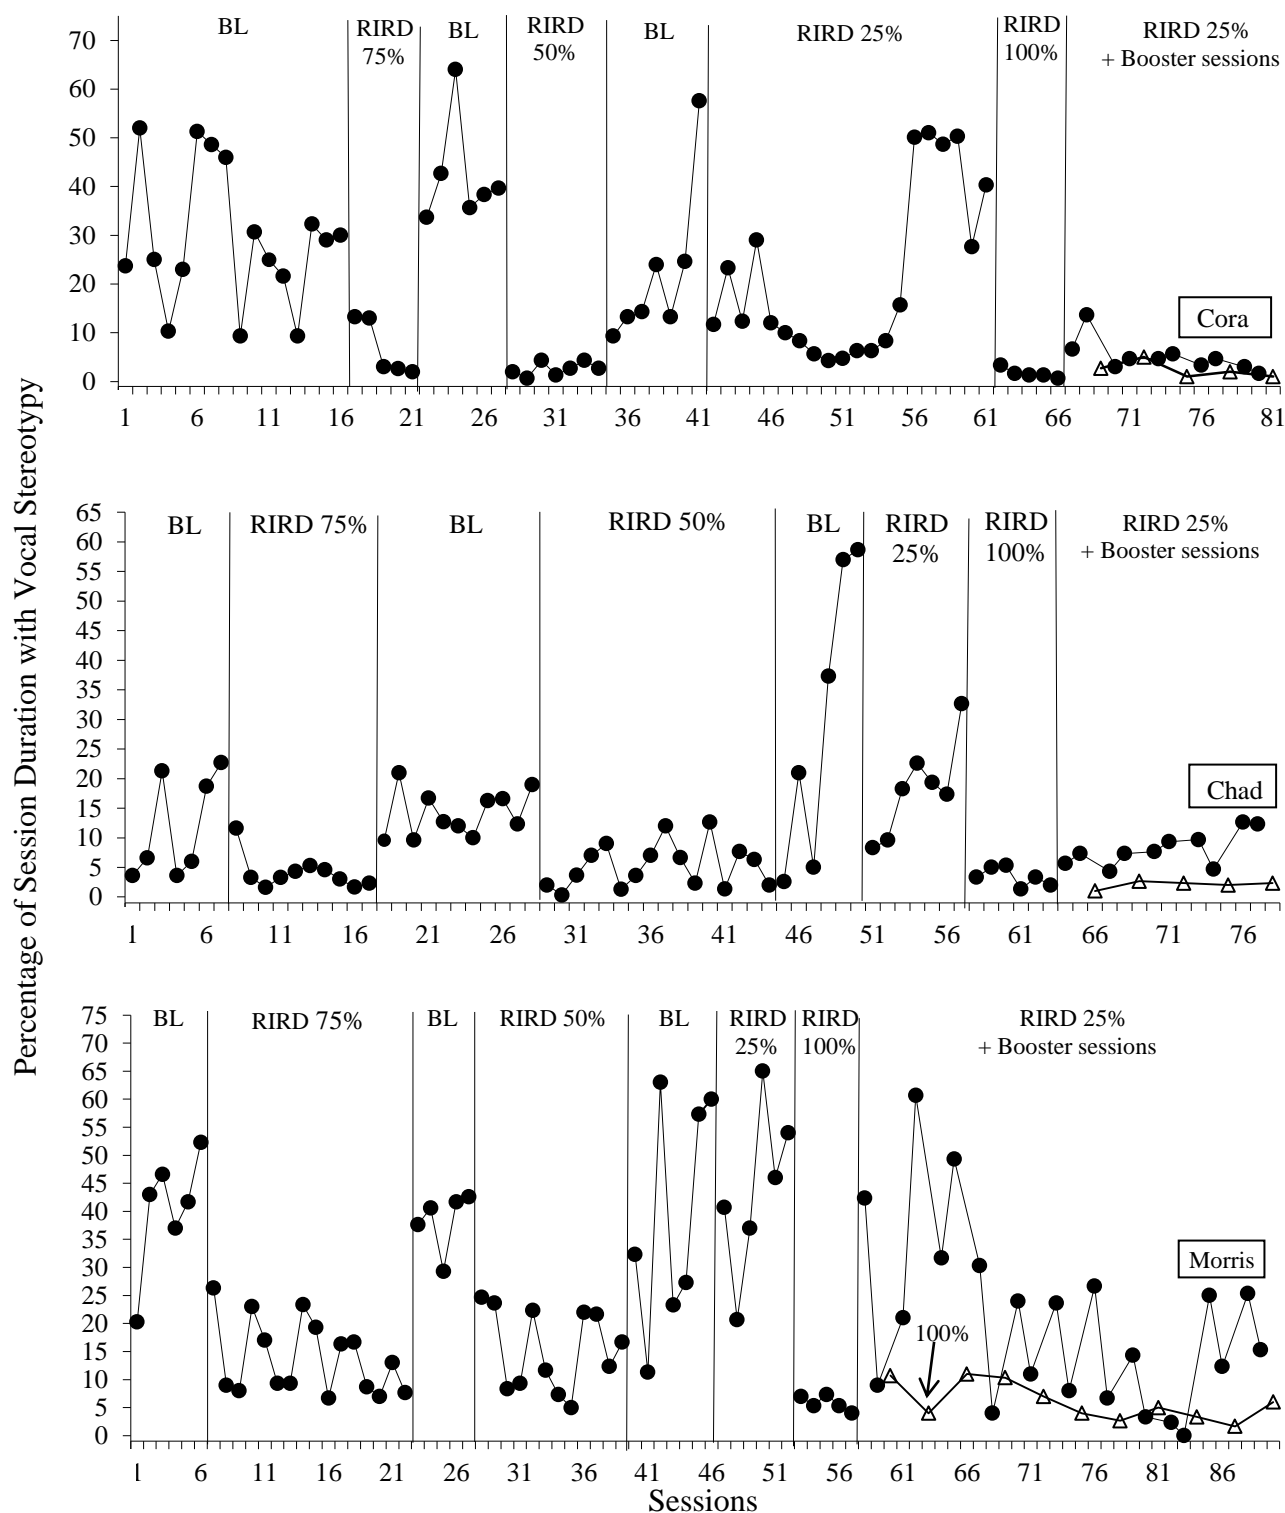 Percentage of Session Duration with Vocal Stereotypy
BL
RIRD
75%
BL
RIRD
50%
BL
RIRD 25%
RIRD
100%
RIRD 25%
+ Booster sessions
70
60
50
40
30
20
10
0
Cora
1 6 11 16 21 26 31 36 41 46 51 56 61 66 71 76 81
BL
RIRD 75%
BL
RIRD 50%
BL
RIRD
25%
RIRD
100%
RIRD 25%
+ Booster sessions
65
60
55
50
45
40
35
30
25
20
15
10
5
0
Chad
1 6 11 16 21 26 31 36 41 46 51 56 61 66 71 76
BL
RIRD 75%
BL
RIRD 50%
BL
RIRD
25%
RIRD
100%
RIRD 25%
+ Booster sessions
75
70
65
60
55
50
45
40
35
30
25
20
15
10
5
0
Morris
100%
1 6 11 16 21 26 31 36 41 46 51 56 61 66 71 76 81 86
Sessions